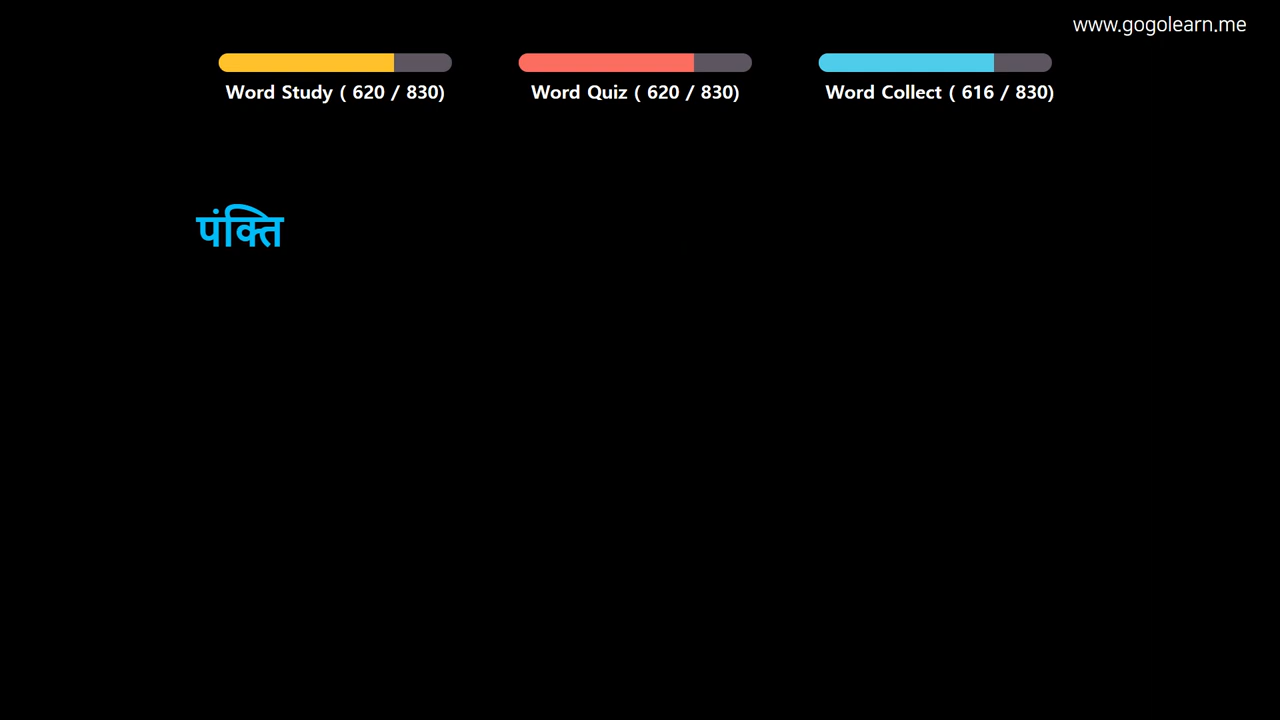 www.gogolearn.me
Word Study ( 620 / 830)
Word Quiz ( 620 / 830)
Word Collect ( 616 / 830)
पंक्ति